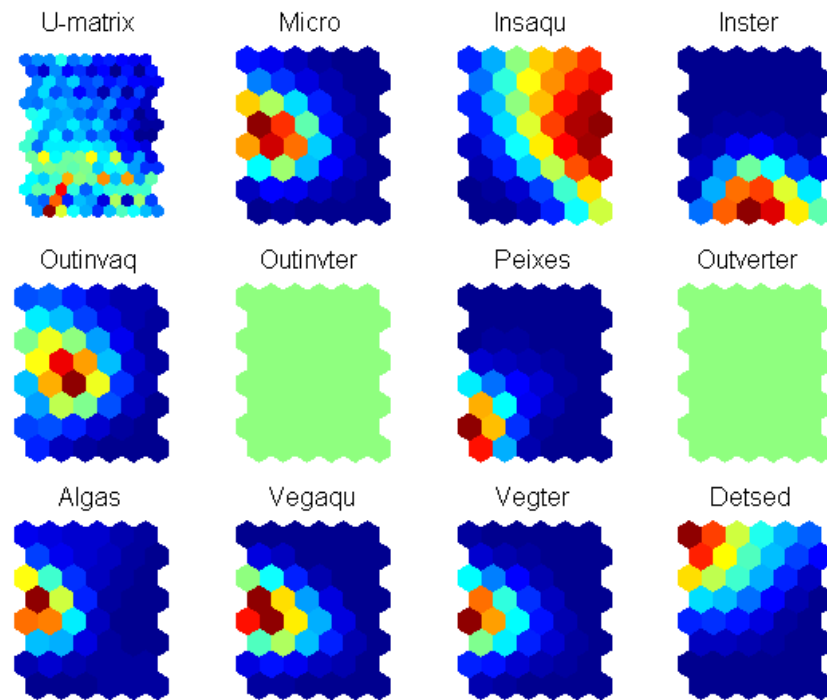 U-matrix Micro Insaqu Inster
Outinvaq Outinvter Peixes Outverter
Algas Vegaqu Vegter Detsed